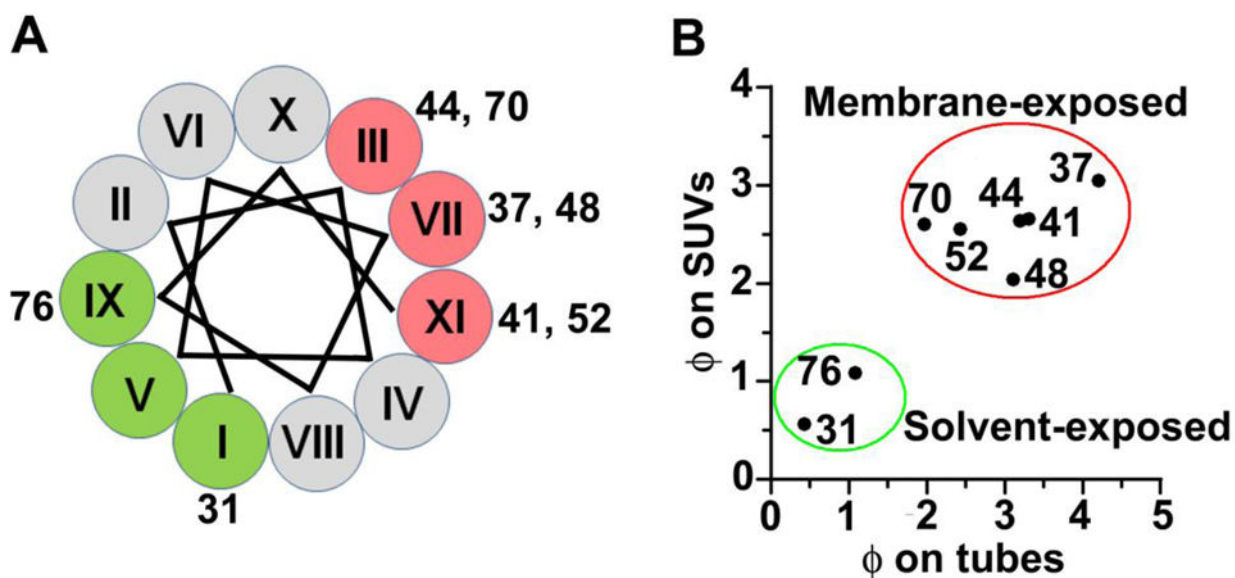 A
X
VI
III
44, 70
II
VII
37, 48
IX
76
XI
41, 52
V
IV
I
VIII
31
B
4
Membrane-exposed
3
37
70
44
41
52
2
48
ϕ on SUVs
1
76
31
Solvent-exposed
0
0 1 2 3 4 5
ϕ on tubes